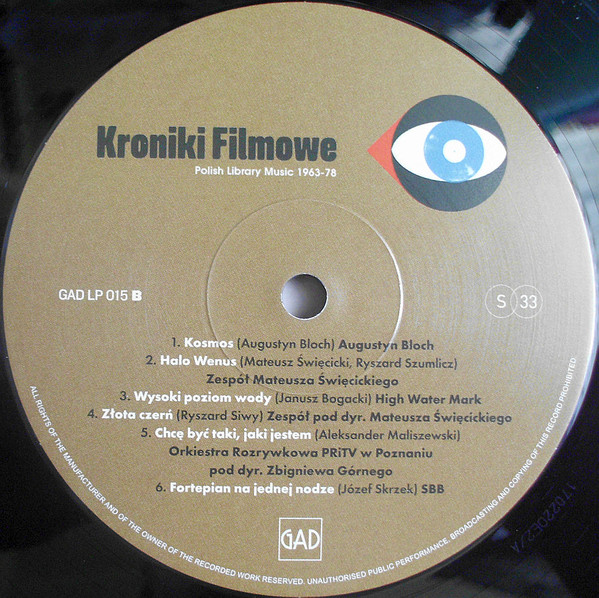 Kroniki Filmowe
Polish Library Music 1963-78
GAD LP 015 B
S 33
1. Kosmos (Augustyn Bloch) Augustyn Bloch
2. Halo Wenus (Mateusz Święcicki, Ryszard Szumlicz)
Zespół Mateusza Święcickiego
3. Wysoki poziom wody (Janusz Bogacki) High Water Mark
4. Złota czerń (Ryszard Siwy) Zespół pod dyr. Mateusza Święcickiego
5. Chcę być taki, jaki jestem (Aleksander Maliszewski)
Orkiestra Rozrywkowa PRiTV w Poznaniu
pod dyr. Zbigniewa Górnego
6. Fortepian na jednej nodze (Józef Skrzek) SBB
GAD
ALL RIGHTS OF THE MANUFACTURER AND OF THE OWNER OF THE RECORDED WORK RESERVED. UNAUTHORISED PUBLIC PERFORMANCE, BROADCASTING AND COPYING OF THIS RECORD PROHIBITED.